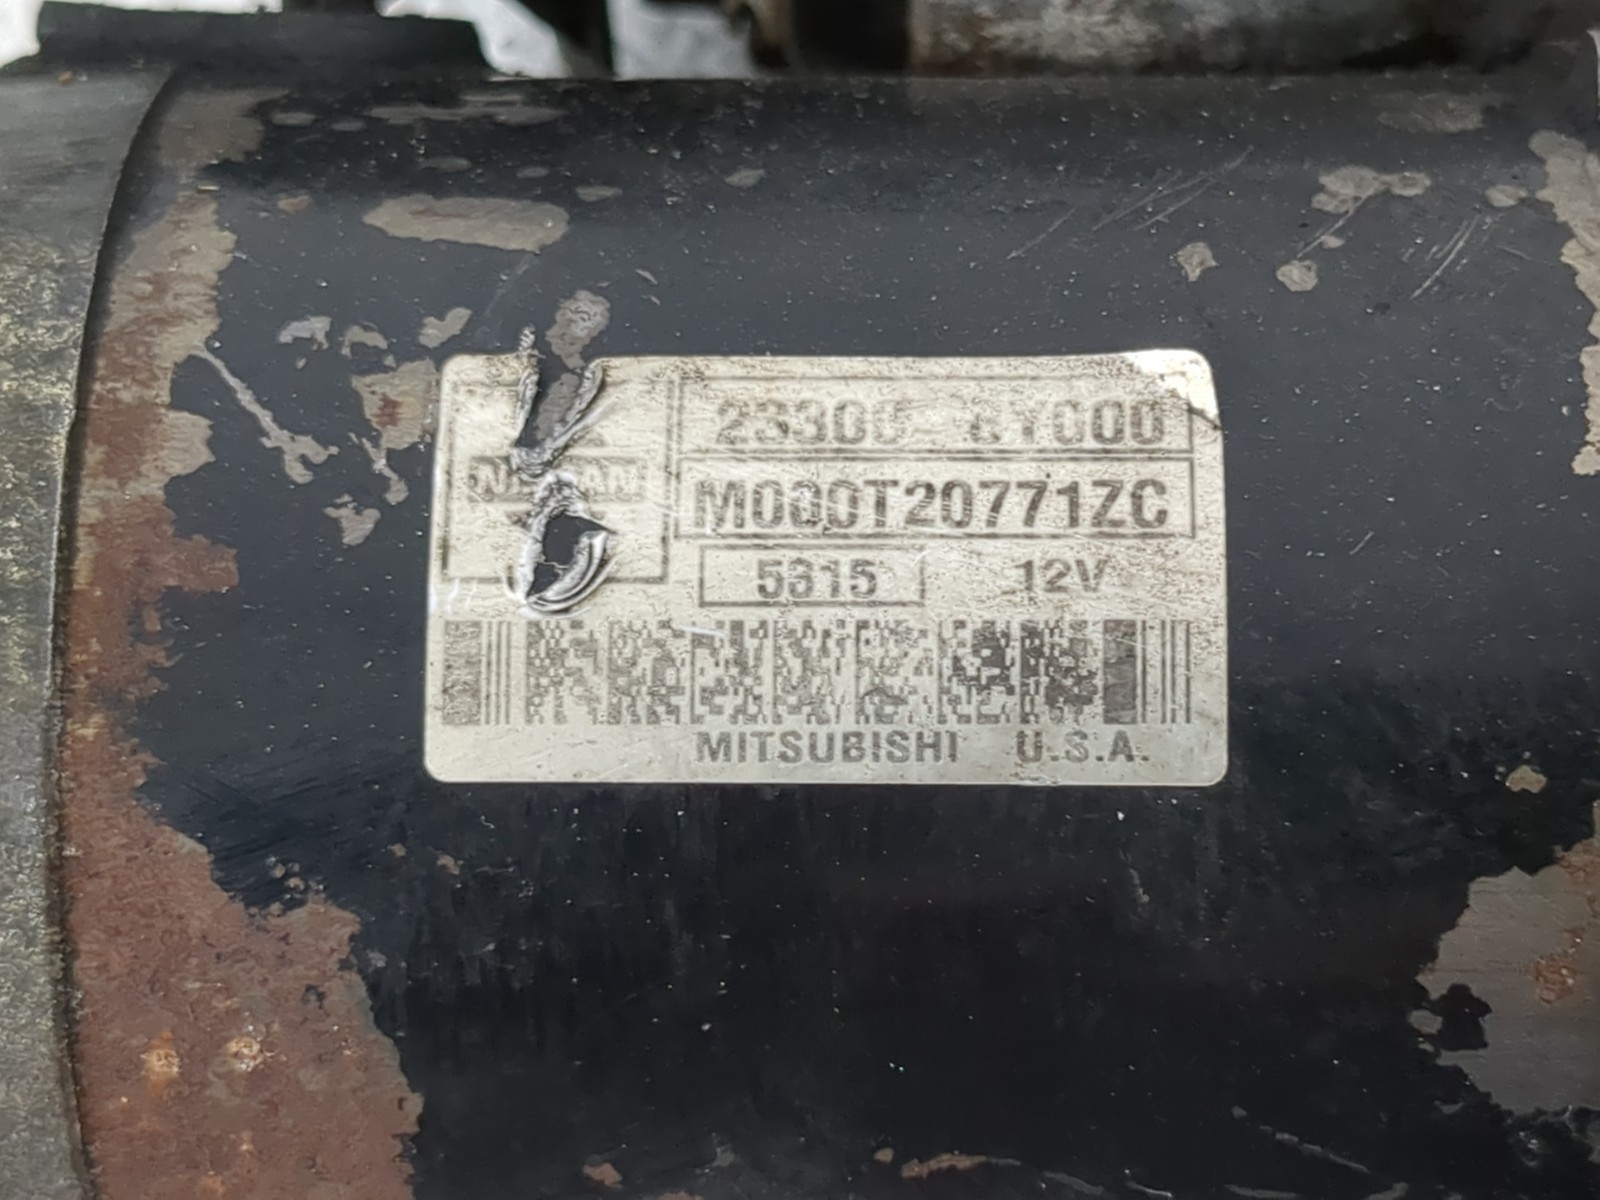 NISSAN
23300 8Y000
M000T20771ZC
5315 12V
MITSUBISHI U.S.A.